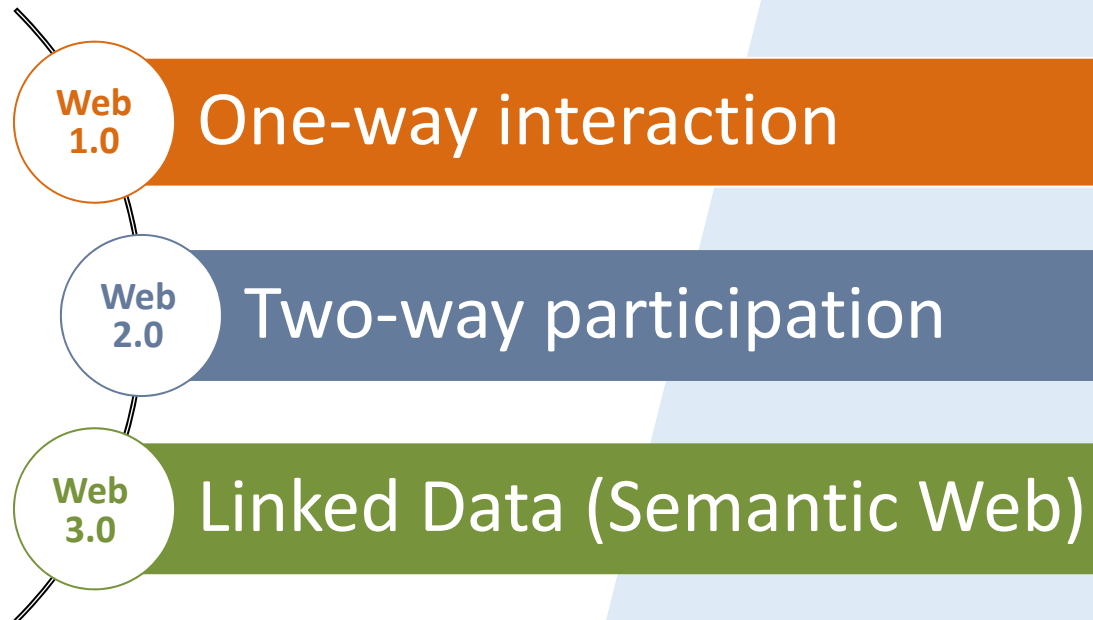 Web
1.0
One-way interaction
Web
2.0
Two-way participation
Web
3.0
Linked Data (Semantic Web)